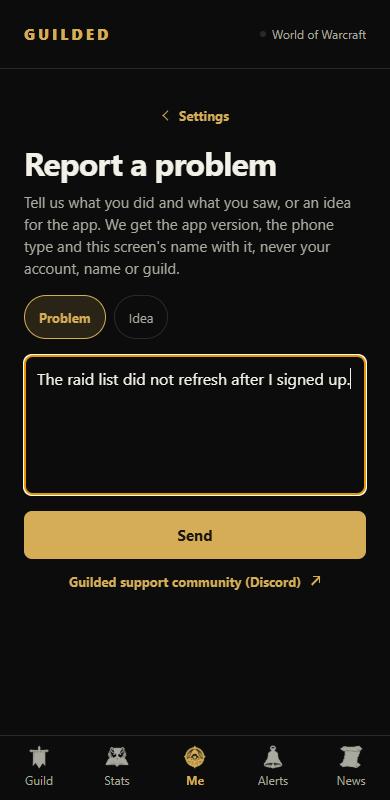 GUILDED
World of Warcraft
Settings
Report a problem
Tell us what you did and what you saw, or an idea
for the app. We get the app version, the phone
type and this screen's name with it, never your
account, name or guild.
Problem
Idea
The raid list did not refresh after I signed up.
Send
Guilded support community (Discord)
Guild
Stats
Me
Alerts
News